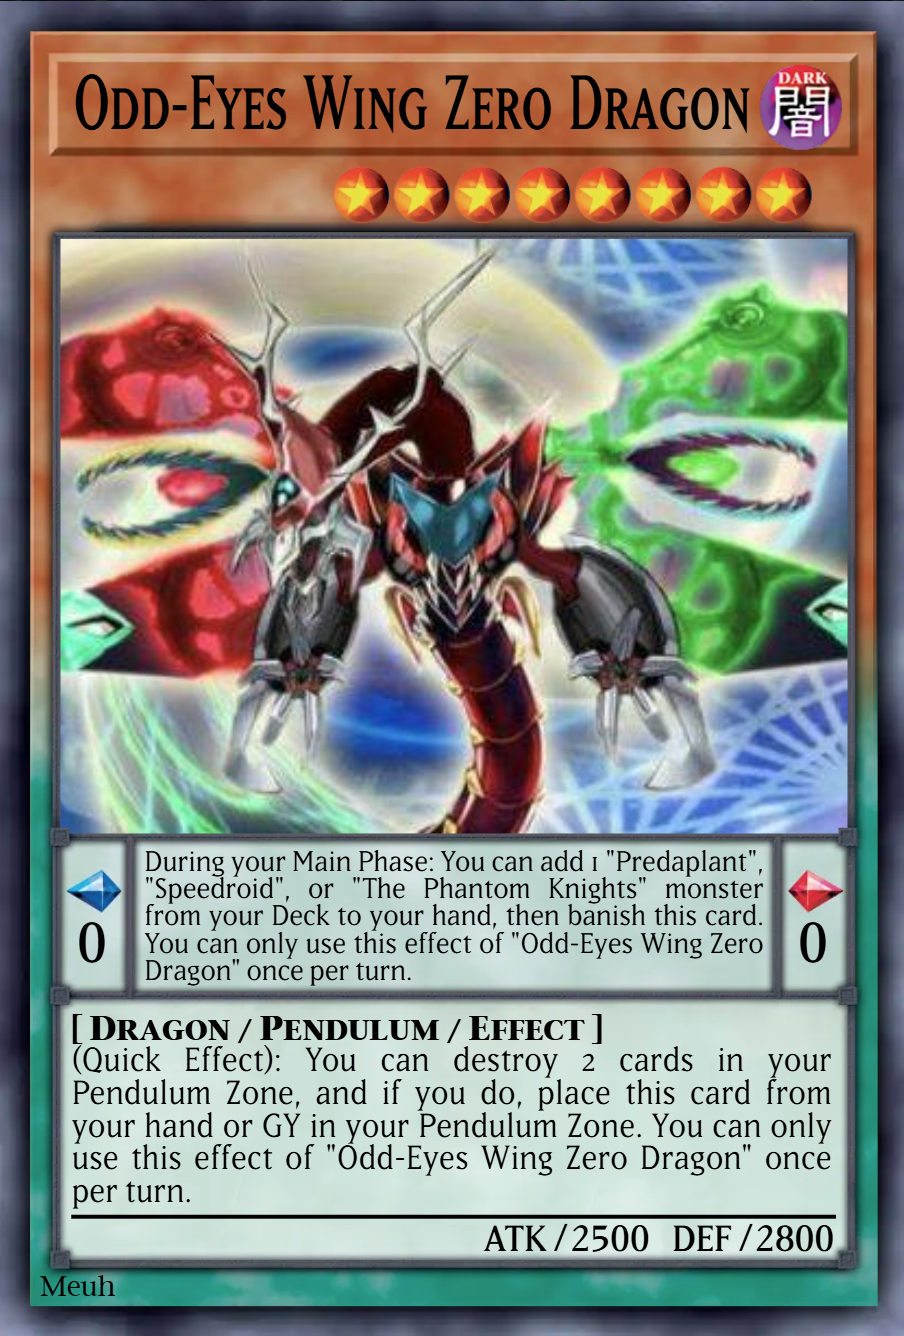 Odd-Eyes Wing Zero Dragon
DARK
闇
During your Main Phase: You can add 1 "Predaplant",
"Speedroid", or "The Phantom Knights" monster
from your Deck to your hand, then banish this card.
You can only use this effect of "Odd-Eyes Wing Zero
Dragon" once per turn.
0
0
[ Dragon / Pendulum / Effect ]
(Quick Effect): You can destroy 2 cards in your
Pendulum Zone, and if you do, place this card from
your hand or GY in your Pendulum Zone. You can only
use this effect of "Odd-Eyes Wing Zero Dragon" once
per turn.
ATK/2500 DEF/2800
Meuh